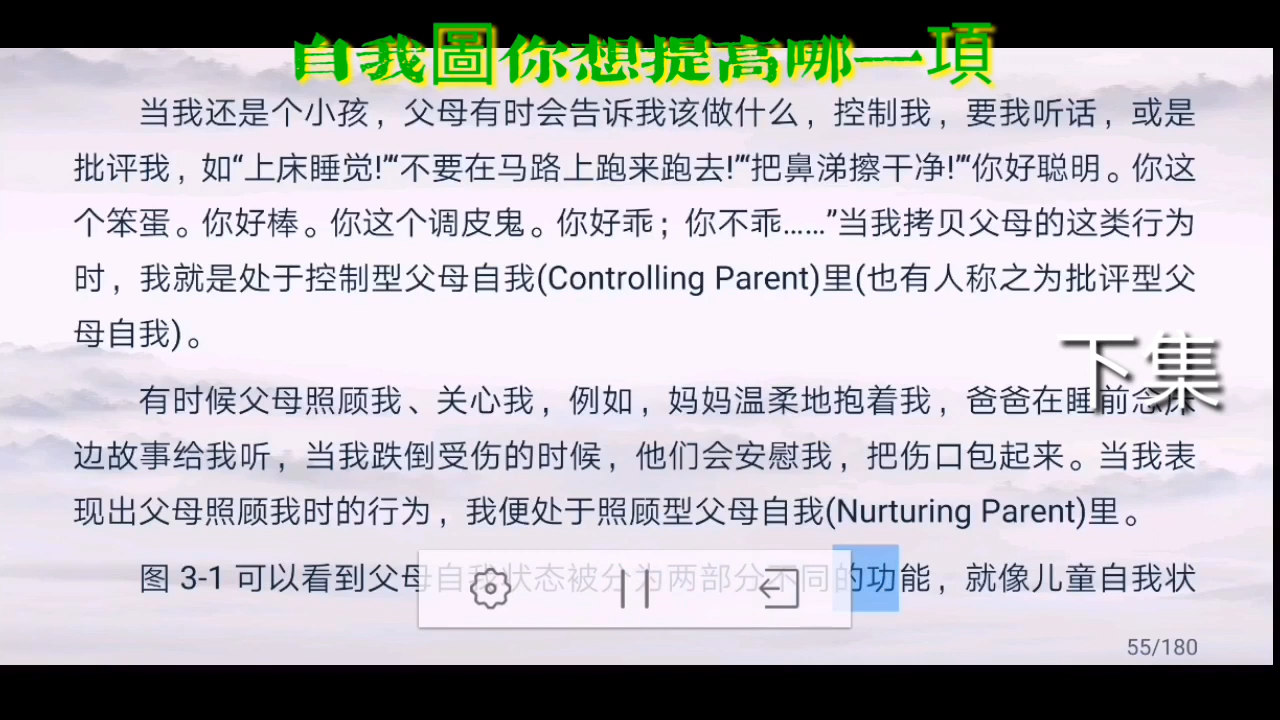 自我圖你想提高哪一項
当我还是个小孩，父母有时会告诉我该做什么，控制我，要我听话，或是
批评我，如“上床睡觉!”“不要在马路上跑来跑去!”“把鼻涕擦干净!”“你好聪明。你这
个笨蛋。你好棒。你这个调皮鬼。你好乖；你不乖……”当我拷贝父母的这类行为
时，我就是处于控制型父母自我(Controlling Parent)里(也有人称之为批评型父
母自我)。
下集
有时候父母照顾我、关心我，例如，妈妈温柔地抱着我，爸爸在睡前念床
边故事给我听，当我跌倒受伤的时候，他们会安慰我，把伤口包起来。当我表
现出父母照顾我时的行为，我便处于照顾型父母自我(Nurturing Parent)里。
图 3-1 可以看到父母自我状态被分为两部分不同的功能，就像儿童自我状
55/180